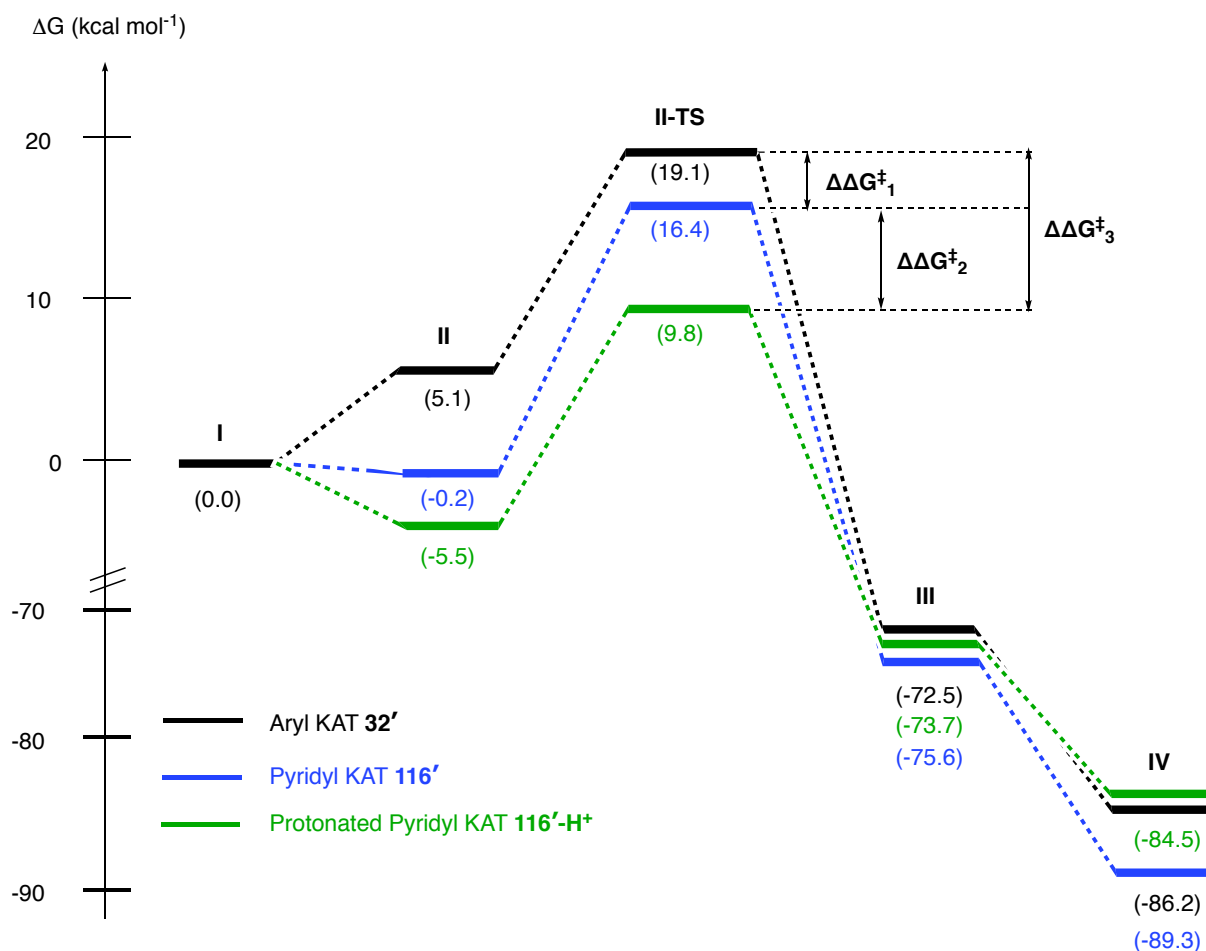 ΔG (kcal mol⁻¹)
II-TS
20
(19.1)
ΔΔG‡₁
(16.4)
ΔΔG‡₃
ΔΔG‡₂
10
(9.8)
II
(5.1)
I
0
(0.0)
(-0.2)
(-5.5)
-70
III
(-72.5)
(-73.7)
(-75.6)
Aryl KAT 32′
Pyridyl KAT 116′
Protonated Pyridyl KAT 116′-H⁺
-80
IV
(-84.5)
-90
(-86.2)
(-89.3)